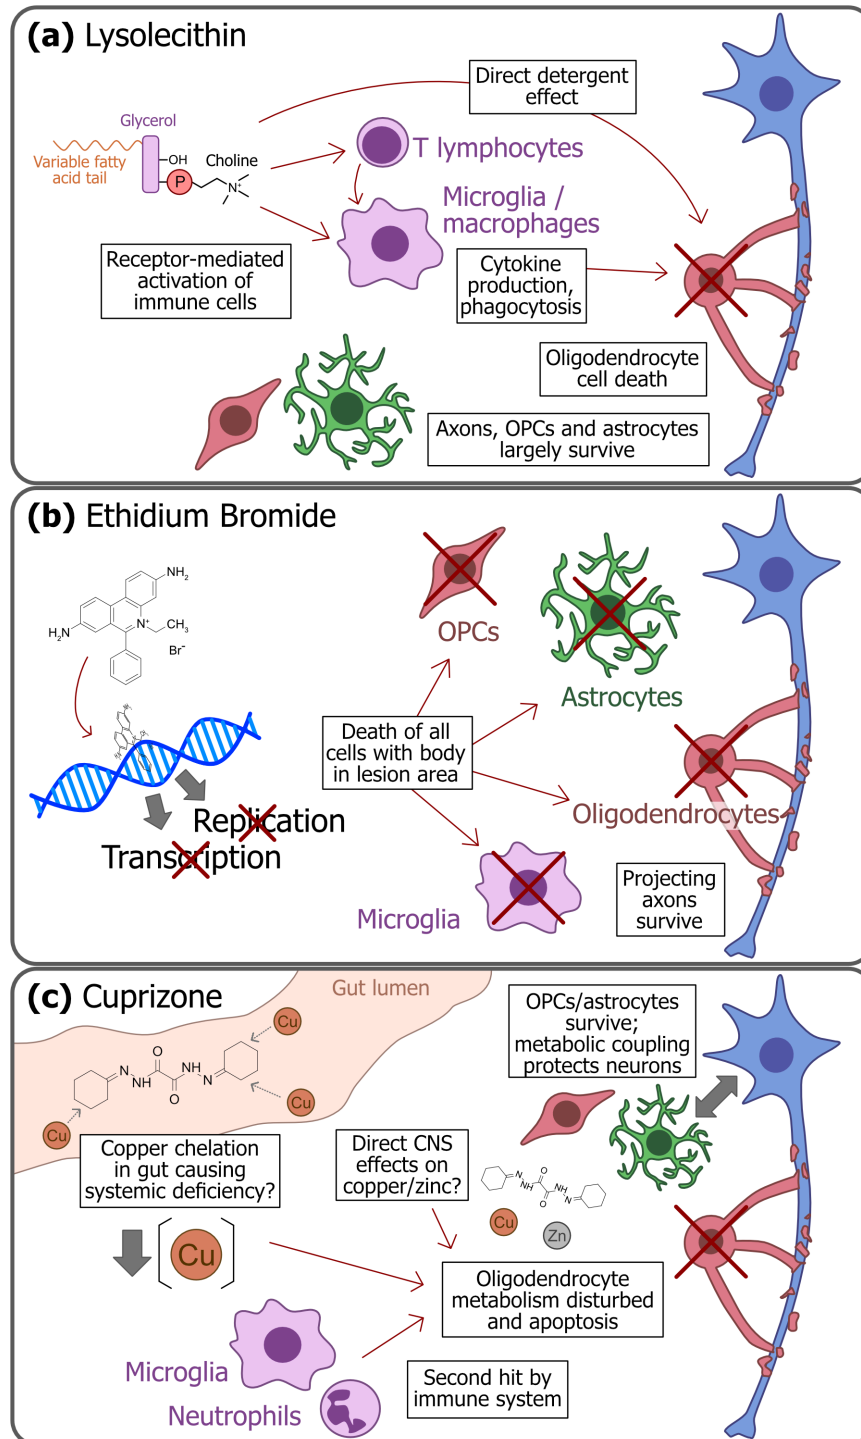 (a) Lysolecithin
Direct detergent
effect
Glycerol
Variable fatty
acid tail
OH
P
Choline
N+
T lymphocytes
Microglia /
macrophages
Receptor-mediated
activation of
immune cells
Cytokine
production,
phagocytosis
Oligodendrocyte
cell death
Axons, OPCs and astrocytes
largely survive
(b) Ethidium Bromide
NH2
H2N
N+
CH3
Br-
OPCs
Astrocytes
Death of all
cells with body
in lesion area
Replication
Transcription
Oligodendrocytes
Microglia
Projecting
axons
survive
(c) Cuprizone
Gut lumen
Cu
Cu
Cu
N
NH
O
O
NH
N
OPCs/astrocytes
survive;
metabolic coupling
protects neurons
Copper chelation
in gut causing
systemic deficiency?
Direct CNS
effects on
copper/zinc?
N
NH
O
O
NH
N
Cu
Zn
Cu
Oligodendrocyte
metabolism disturbed
and apoptosis
Microglia
Neutrophils
Second hit by
immune system